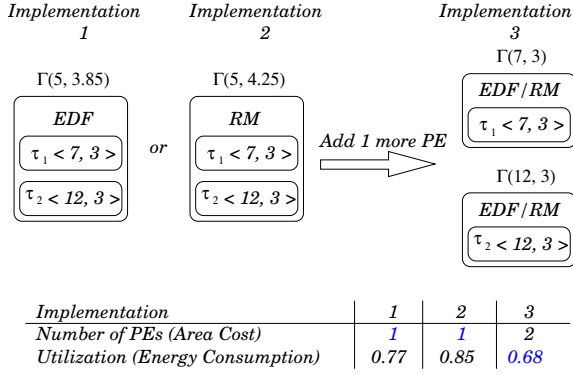 Implementation 1
Implementation 2
Implementation 3
Γ(5, 3.85)
EDF
τ1 < 7, 3 >
τ2 < 12, 3 >
or
Γ(5, 4.25)
RM
τ1 < 7, 3 >
τ2 < 12, 3 >
Add 1 more PE
Γ(7, 3)
EDF/RM
τ1 < 7, 3 >
Γ(12, 3)
EDF/RM
τ2 < 12, 3 >
Implementation 1 2 3
Number of PEs (Area Cost) 1 1 2
Utilization (Energy Consumption) 0.77 0.85 0.68